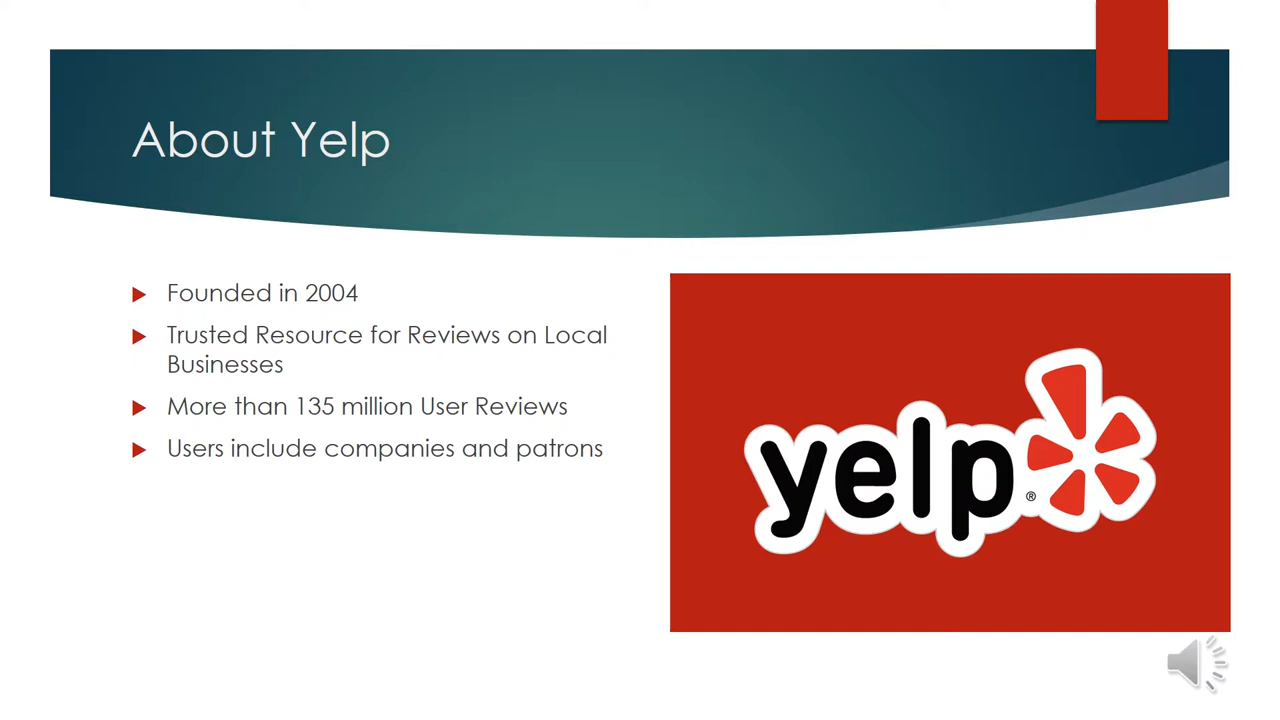 About Yelp
Founded in 2004
Trusted Resource for Reviews on Local
Businesses
More than 135 million User Reviews
Users include companies and patrons
yelp®